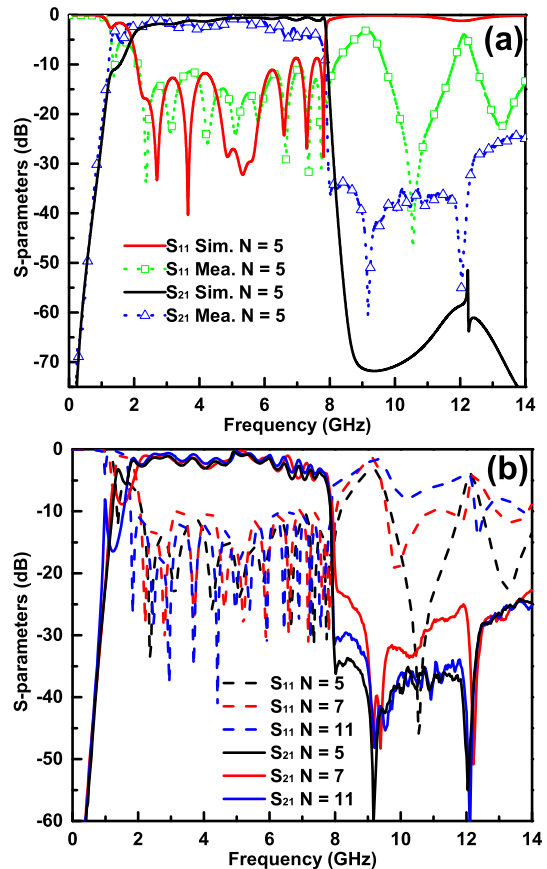 (a)
S-parameters (dB)
0
-10
-20
-30
-40
-50
-60
-70
S11 Sim. N = 5
S11 Mea. N = 5
S21 Sim. N = 5
S21 Mea. N = 5
0 2 4 6 8 10 12 14
Frequency (GHz)
(b)
S-parameters (dB)
0
-10
-20
-30
-40
-50
-60
S11 N = 5
S11 N = 7
S11 N = 11
S21 N = 5
S21 N = 7
S21 N = 11
0 2 4 6 8 10 12 14
Frequency (GHz)